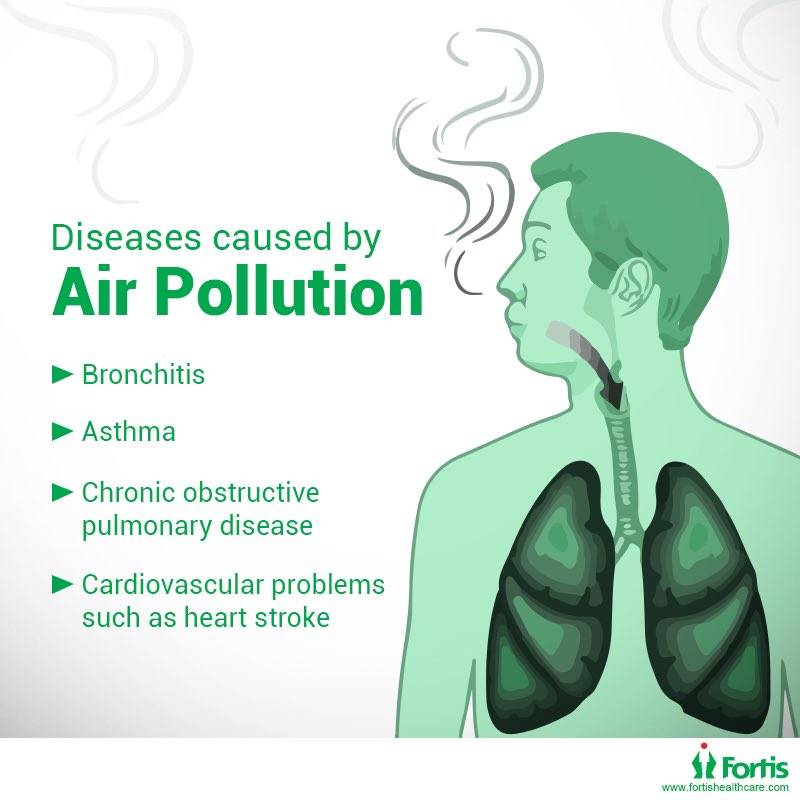 Diseases caused by
Air Pollution
Bronchitis
Asthma
Chronic obstructive
pulmonary disease
Cardiovascular problems
such as heart stroke
Fortis
www.fortishealthcare.com